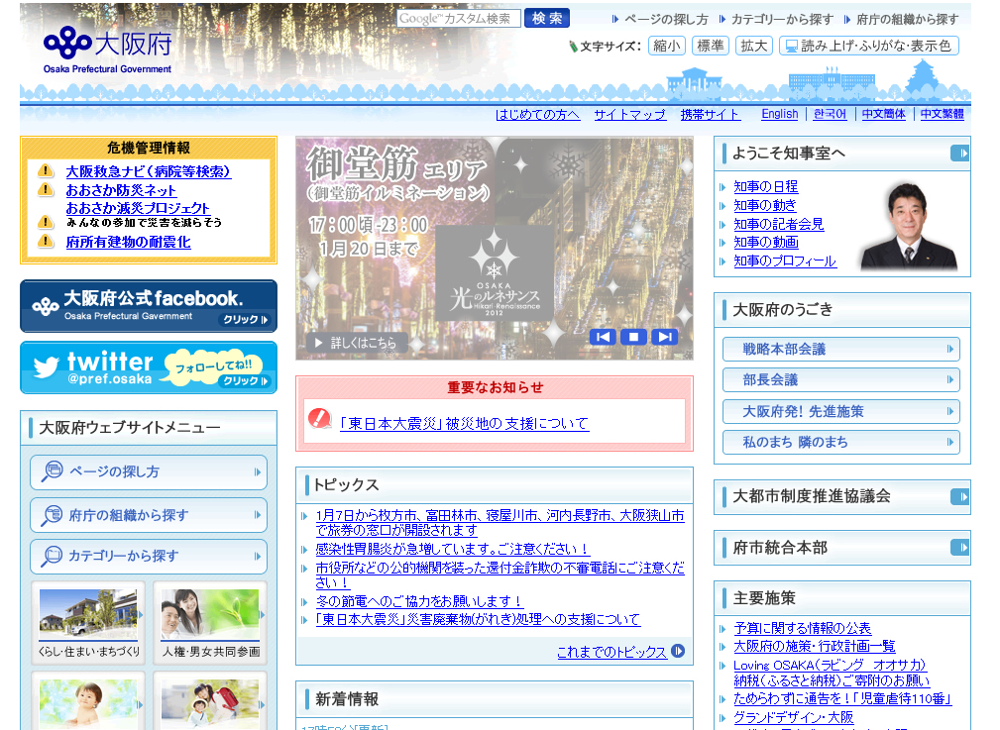 大阪府
Osaka Prefectural Government
Google™カスタム検索
検索
ページの探し方
カテゴリーから探す
府庁の組織から探す
文字サイズ:
縮小
標準
拡大
読み上げ・ふりがな・表示色
はじめての方へ
サイトマップ
携帯サイト
English
한국어
中文簡体
中文繁體
危機管理情報
大阪救急ナビ(病院等検索)
おおさか防災ネット
おおさか減災プロジェクト
みんなの参加で災害を減らそう
府所有建物の耐震化
大阪府公式facebook.
Osaka Prefectural Gavernment
クリック
twitter
@pref.osaka
フォローしてね!!
クリック
大阪府ウェブサイトメニュー
ページの探し方
府庁の組織から探す
カテゴリーから探す
くらし・住まい・まちづくり
人権・男女共同参画
御堂筋エリア
(御堂筋イルミネーション)
17:00頃-23:00
1月20日まで
OSAKA
光のルネサンス
Hikari-Renaissance
2012
詳しくはこちら
重要なお知らせ
「東日本大震災」被災地の支援について
トピックス
1月7日から枚方市、富田林市、寝屋川市、河内長野市、大阪狭山市
で旅券の窓口が開設されます
感染性胃腸炎が急増しています。ご注意ください!
市役所などの公的機関を装った還付金詐欺の不審電話にご注意くだ
さい!
冬の節電へのご協力をお願いします!
「東日本大震災」災害廃棄物(がれき)処理への支援について
これまでのトピックス
新着情報
ようこそ知事室へ
知事の日程
知事の動き
知事の記者会見
知事の動画
知事のプロフィール
大阪府のうごき
戦略本部会議
部長会議
大阪府発! 先進施策
私のまち 隣のまち
大都市制度推進協議会
府市統合本部
主要施策
予算に関する情報の公表
大阪府の施策・行政計画一覧
Loving OSAKA(ラビング オオサカ)
納税(ふるさと納税)ご寄附のお願い
ためらわずに通告を!「児童虐待110番」
グランドデザイン・大阪